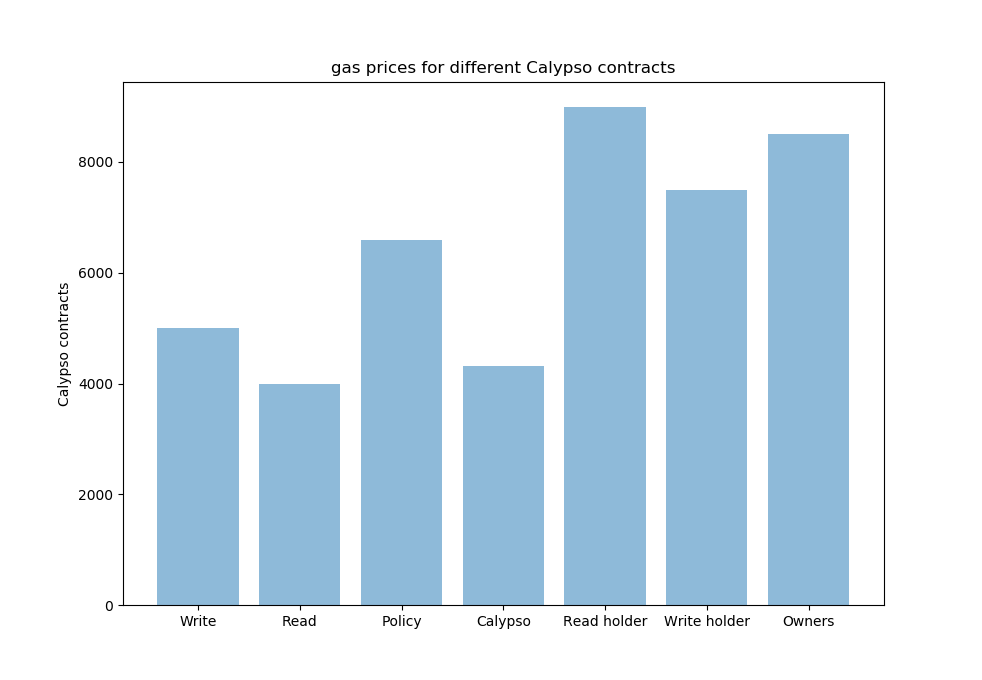 gas prices for different Calypso contracts
Calypso contracts
8000
6000
4000
2000
0
Write Read Policy Calypso Read holder Write holder Owners